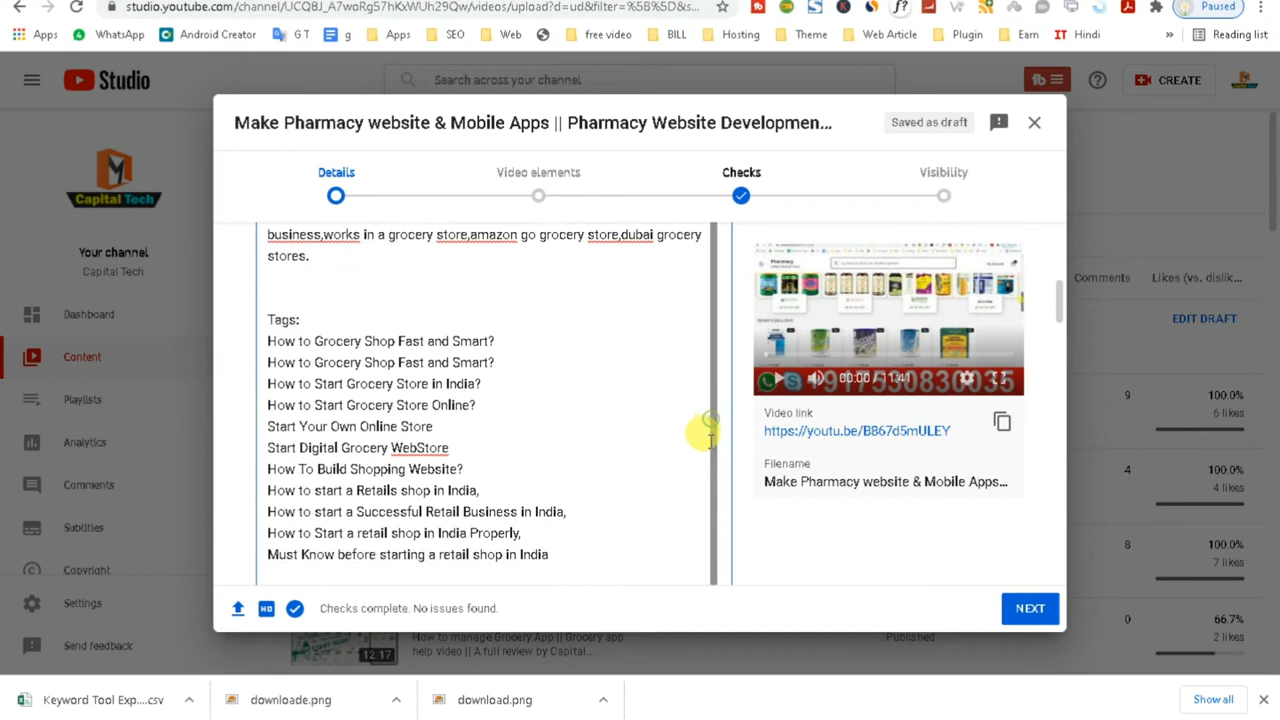 studio.youtube.com/channel/UCQ8J_A7woRg57hKxWUh29Qw/videos/upload?d=ud&filter=%5B%5D&s...
Paused
Apps WhatsApp Android Creator G T g Apps SEO Web free video BILL Hosting Theme Web Article Plugin Earn IT Hindi » Reading list
Studio
Search across your channel
CREATE
Make Pharmacy website & Mobile Apps || Pharmacy Website Developmen...
Saved as draft
Details
Video elements
Checks
Visibility
Capital Tech
Your channel
Capital Tech
Dashboard
Content
Playlists
Analytics
Comments
Subtitles
Copyright
Settings
Send feedback
business,works in a grocery store,amazon go grocery store,dubai grocery
stores.
Tags:
How to Grocery Shop Fast and Smart?
How to Grocery Shop Fast and Smart?
How to Start Grocery Store in India?
How to Start Grocery Store Online?
Start Your Own Online Store
Start Digital Grocery WebStore
How To Build Shopping Website?
How to start a Retails shop in India,
How to start a Successful Retail Business in India,
How to Start a retail shop in India Properly,
Must Know before starting a retail shop in India
Pharmacy
+917530830035
00:00 / 11:41
Video link
https://youtu.be/B867d5mULEY
Filename
Make Pharmacy website & Mobile Apps...
HD
Checks complete. No issues found.
NEXT
Comments Likes (vs. dislik...
EDIT DRAFT
9 100.0%
6 likes
4 100.0%
4 likes
8 100.0%
7 likes
0 66.7%
2 likes
12:17
How to manage Grocery App || Grocery app
help video || A full review by Capital...
Published
Keyword Tool Exp....csv
downloade.png
download.png
Show all